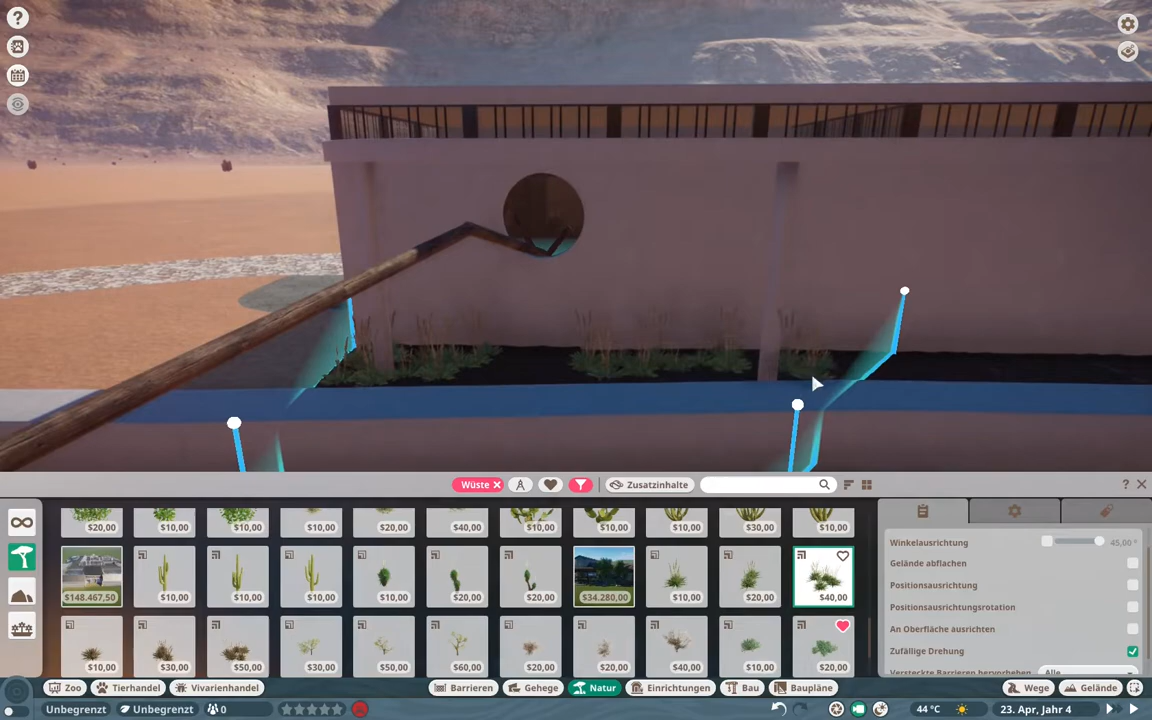 ?
Wüste ×
Zusatzinhalte
? ×
$20,00 $10,00 $10,00 $10,00 $20,00 $40,00 $10,00 $10,00 $10,00 $30,00 $10,00
$148.467,50 $10,00 $10,00 $10,00 $10,00 $20,00 $20,00 $34.280,00 $10,00 $20,00 $40,00
$10,00 $30,00 $50,00 $30,00 $50,00 $60,00 $20,00 $20,00 $40,00 $10,00 $20,00
Winkelausrichtung 45,00 °
Gelände abflachen
Positionsausrichtung
Positionsausrichtungsrotation
An Oberfläche ausrichten
Zufällige Drehung
Versteckte Barrieren hervorheben Alle
Zoo Tierhandel Vivarienhandel Barrieren Gehege Natur Einrichtungen Bau Baupläne Wege Gelände
Unbegrenzt Unbegrenzt 0 44 °C 23. Apr, Jahr 4